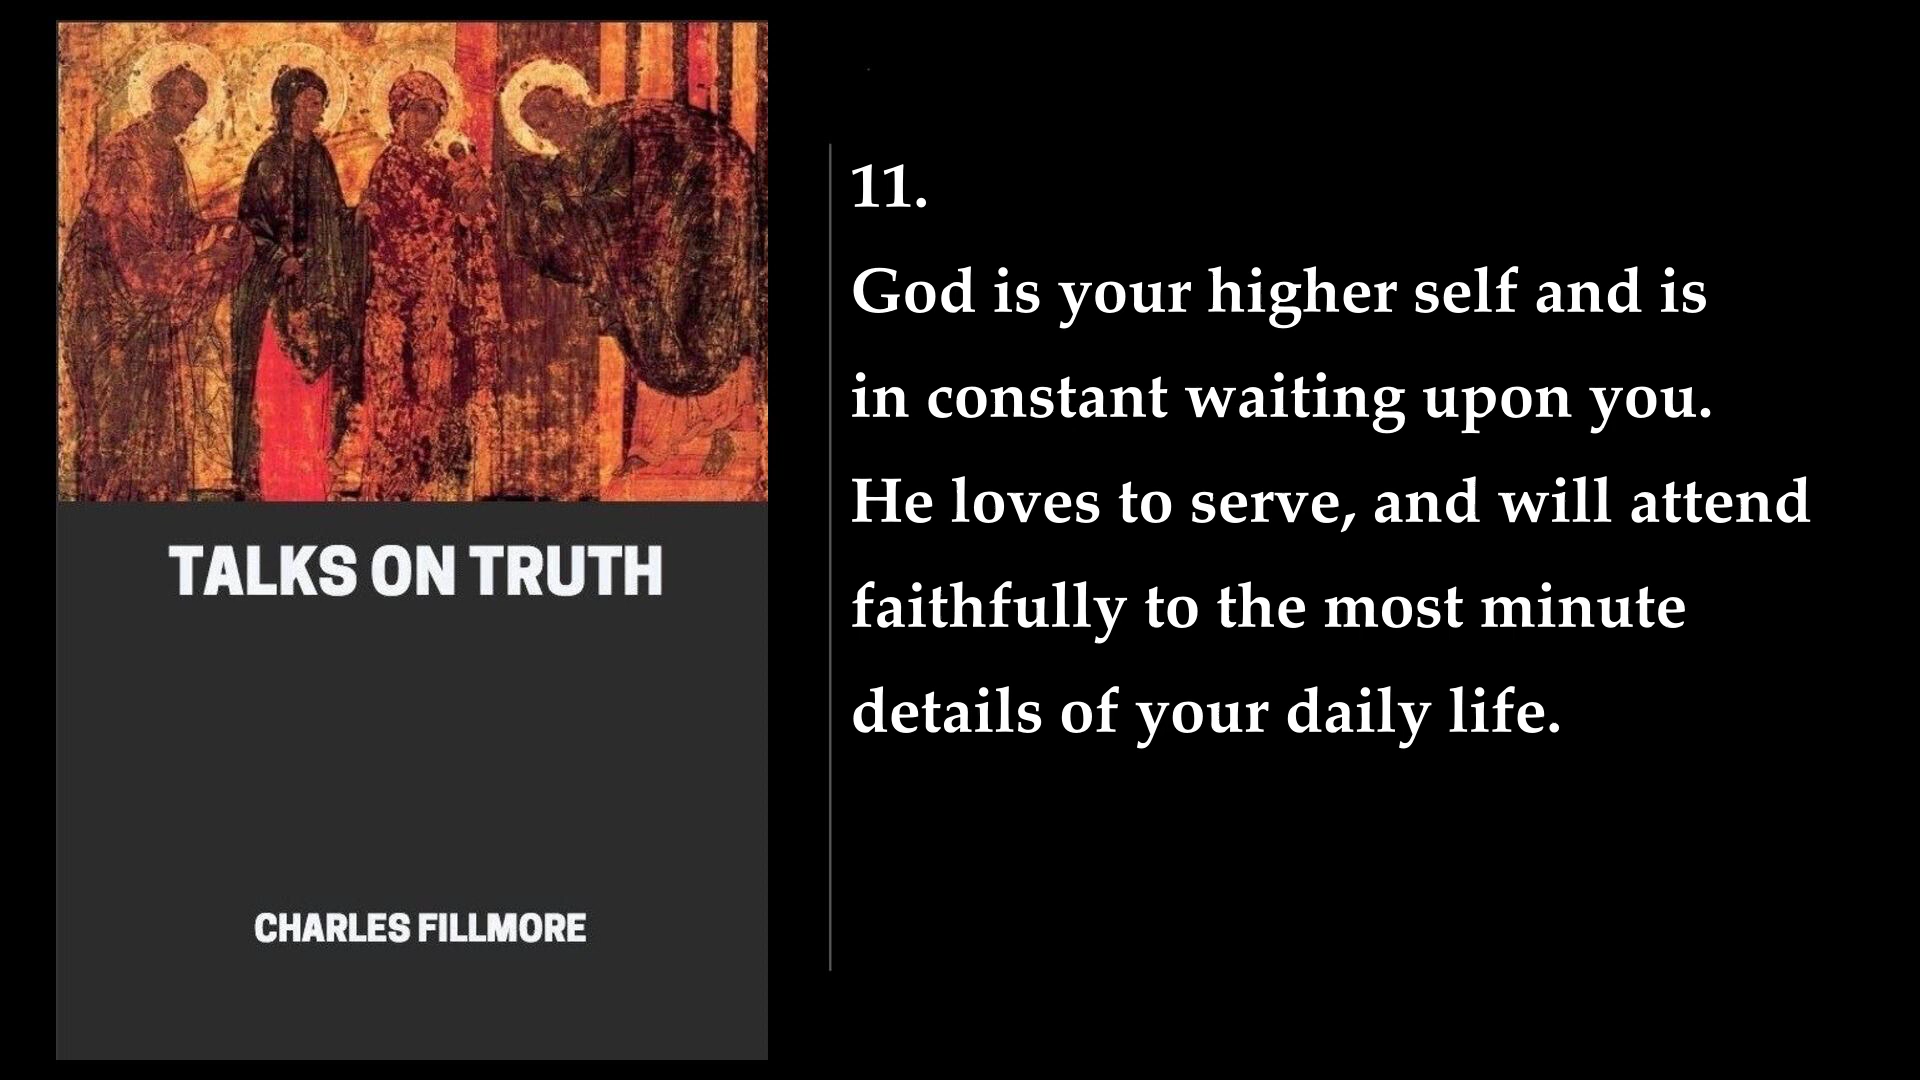 TALKS ON TRUTH
CHARLES FILLMORE
11.
God is your higher self and is
in constant waiting upon you.
He loves to serve, and will attend
faithfully to the most minute
details of your daily life.